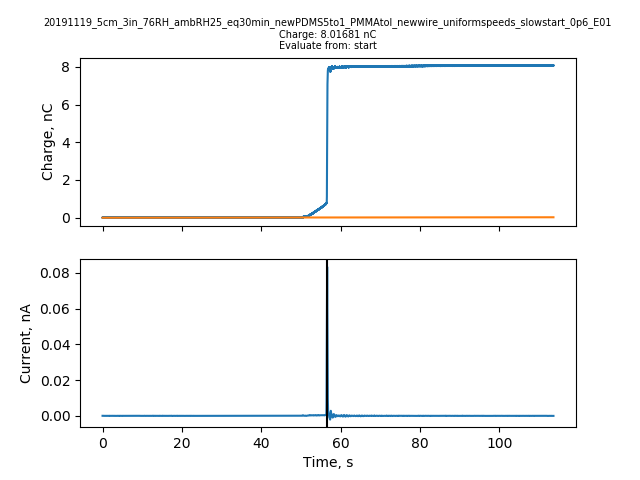 20191119_5cm_3in_76RH_ambRH25_eq30min_newPDMS5to1_PMMAtol_newwire_uniformspeeds_slowstart_0p6_E01
Charge: 8.01681 nC
Evaluate from: start
8
6
4
2
0
Charge, nC
0.08
0.06
0.04
0.02
0.00
Current, nA
0 20 40 60 80 100
Time, s